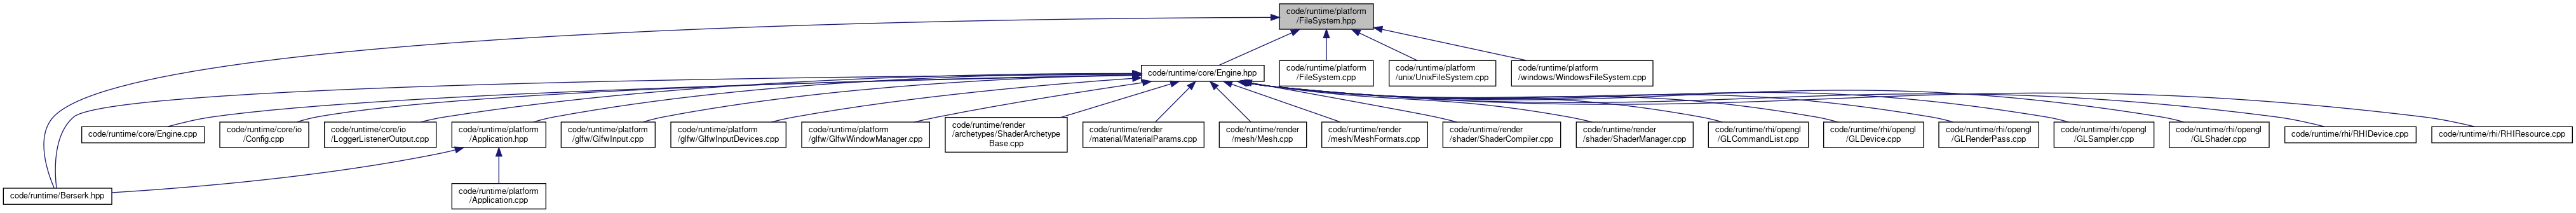 code/runtime/platform
/FileSystem.hpp
code/runtime/core/Engine.hpp
code/runtime/platform
/FileSystem.cpp
code/runtime/platform
/unix/UnixFileSystem.cpp
code/runtime/platform
/windows/WindowsFileSystem.cpp
code/runtime/core/Engine.cpp
code/runtime/core/io
/Config.cpp
code/runtime/core/io
/LoggerListenerOutput.cpp
code/runtime/platform
/Application.hpp
code/runtime/platform
/glfw/GlfwInput.cpp
code/runtime/platform
/glfw/GlfwInputDevices.cpp
code/runtime/platform
/glfw/GlfwWindowManager.cpp
code/runtime/render
/archetypes/ShaderArchetype
Base.cpp
code/runtime/render
/material/MaterialParams.cpp
code/runtime/render
/mesh/Mesh.cpp
code/runtime/render
/mesh/MeshFormats.cpp
code/runtime/render
/shader/ShaderCompiler.cpp
code/runtime/render
/shader/ShaderManager.cpp
code/runtime/rhi/opengl
/GLCommandList.cpp
code/runtime/rhi/opengl
/GLDevice.cpp
code/runtime/rhi/opengl
/GLRenderPass.cpp
code/runtime/rhi/opengl
/GLSampler.cpp
code/runtime/rhi/opengl
/GLShader.cpp
code/runtime/rhi/RHIDevice.cpp
code/runtime/rhi/RHIResource.cpp
code/runtime/Berserk.hpp
code/runtime/platform
/Application.cpp